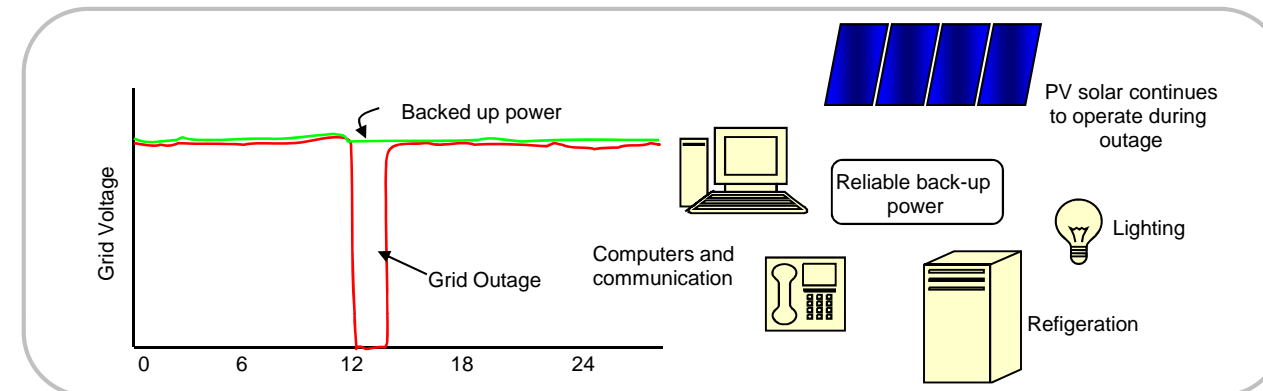 PV solar continues
to operate during
outage
Backed up power
Grid Voltage
Reliable back-up
power
Lighting
Computers and
communication
Grid Outage
Refigeration
0 6 12 18 24